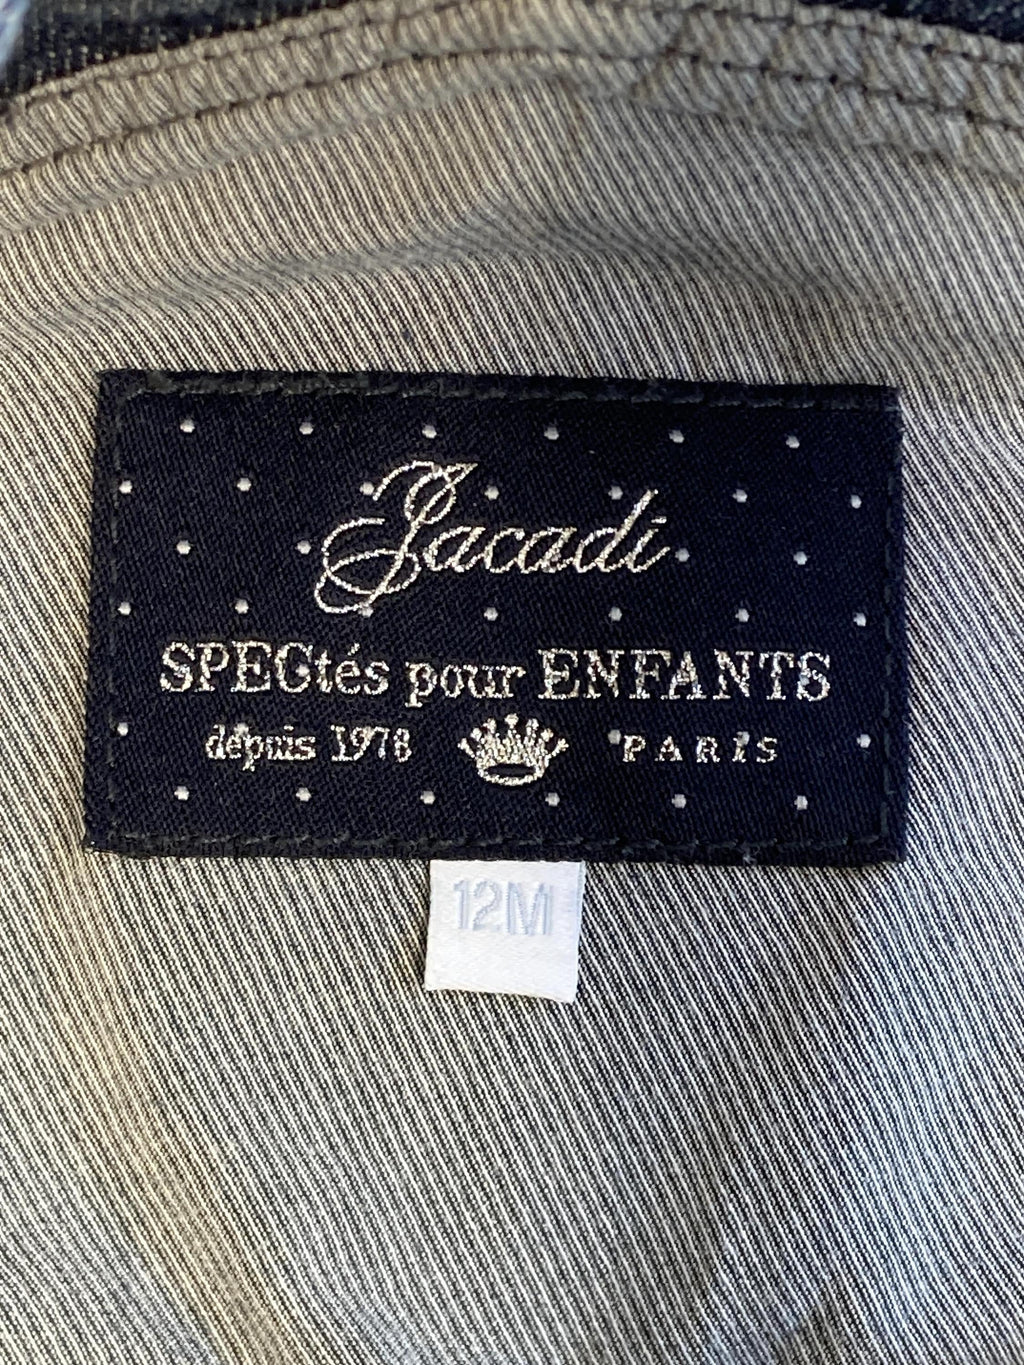 Jacadi
SPECtés pour ENFANTS
depuis 1978 PARIS
12M